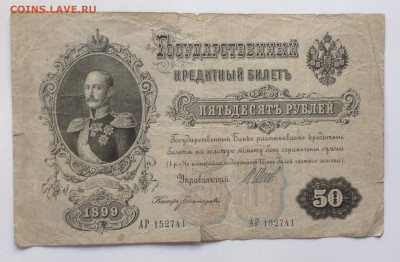 COINS.LAVE.RU
ГОСУДАРСТВЕННЫЙ
КРЕДИТНЫЙ БИЛЕТЪ
ПЯТЬДЕСЯТЪ РУБЛЕЙ
Государственный Банкъ размѣниваетъ кредитные
билеты на золотую монету безъ ограниченія суммы
Управляющій
1899
АР 152741
АР 152741
50